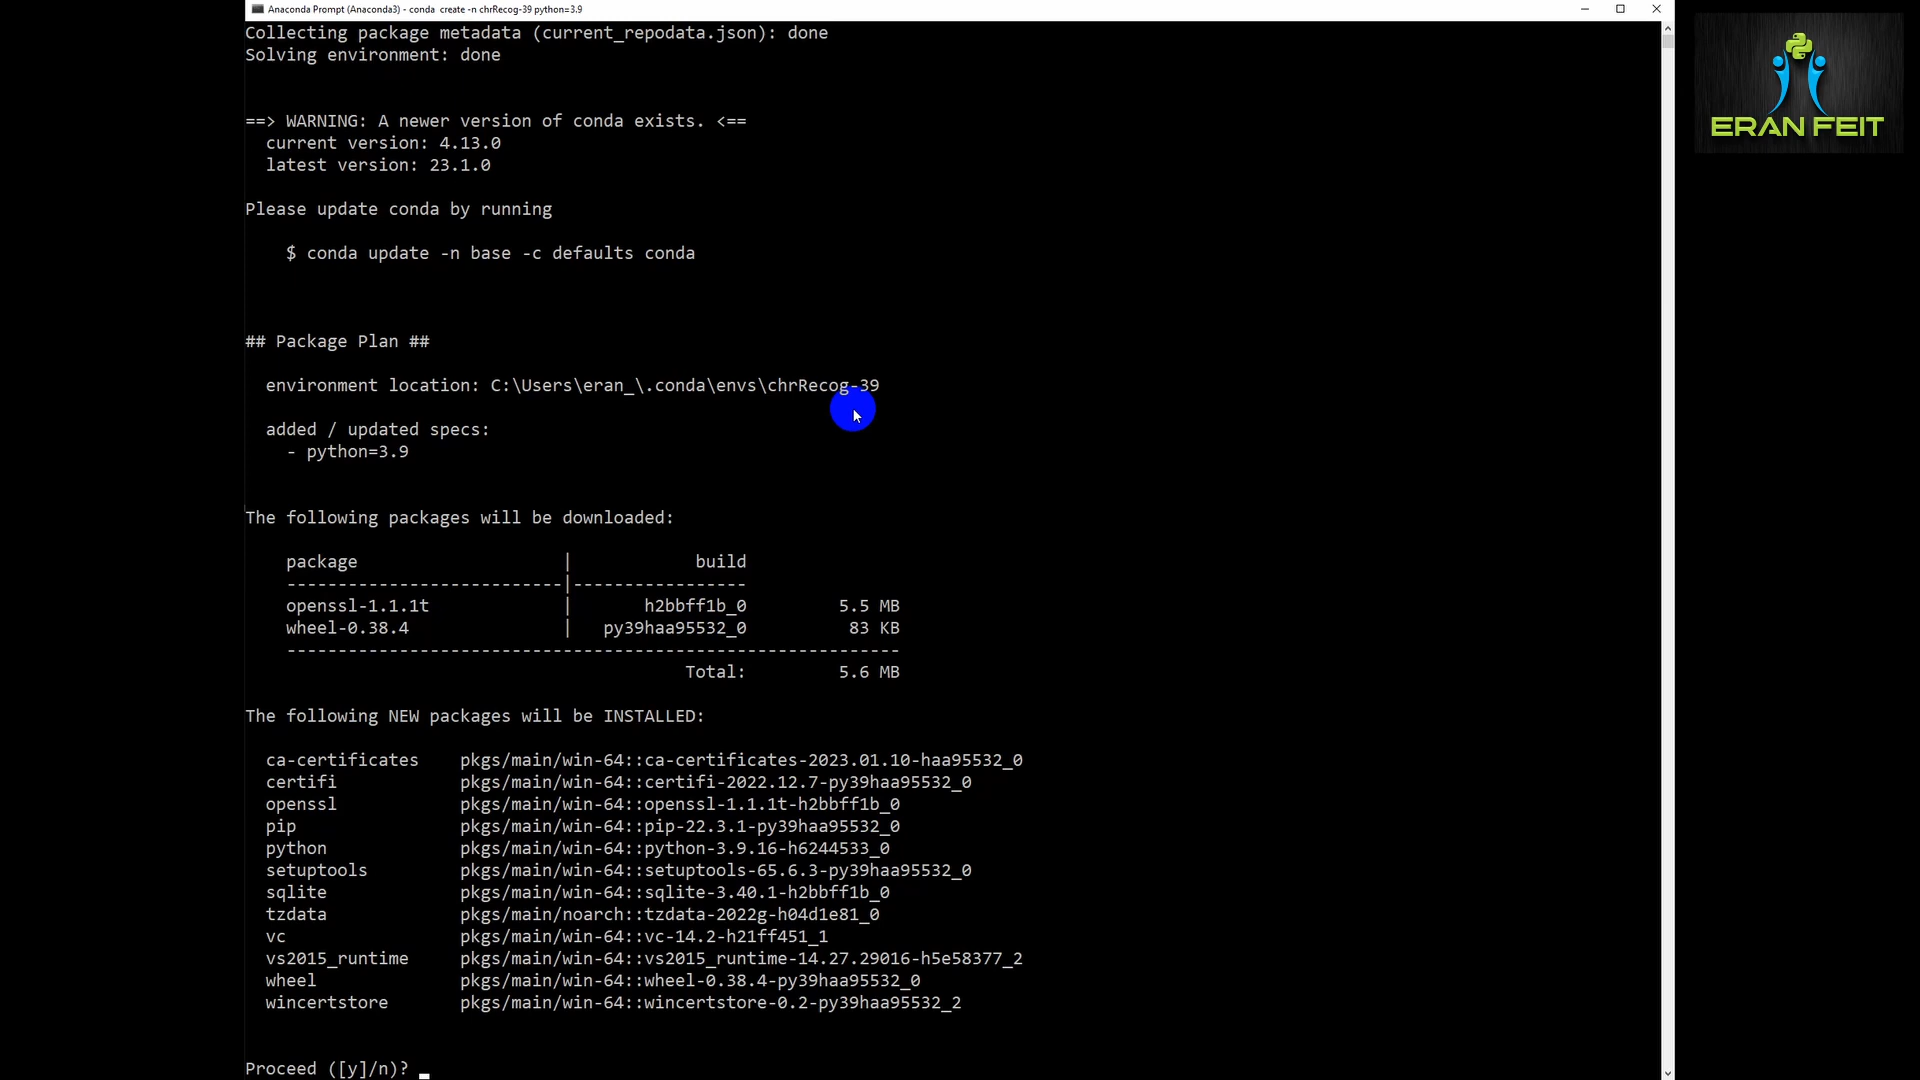 Anaconda Prompt (Anaconda3) - conda  create -n chrRecog-39 python=3.9
Collecting package metadata (current_repodata.json): done
Solving environment: done
==> WARNING: A newer version of conda exists. <==
current version: 4.13.0
latest version: 23.1.0
Please update conda by running
$ conda update -n base -c defaults conda
## Package Plan ##
environment location: C:\Users\eran_\.conda\envs\chrRecog-39
added / updated specs:
- python=3.9
The following packages will be downloaded:
package | build
---------------------------|-----------------
openssl-1.1.1t | h2bbff1b_0 5.5 MB
wheel-0.38.4 | py39haa95532_0 83 KB
------------------------------------------------------------
Total: 5.6 MB
The following NEW packages will be INSTALLED:
ca-certificates pkgs/main/win-64::ca-certificates-2023.01.10-haa95532_0
certifi pkgs/main/win-64::certifi-2022.12.7-py39haa95532_0
openssl pkgs/main/win-64::openssl-1.1.1t-h2bbff1b_0
pip pkgs/main/win-64::pip-22.3.1-py39haa95532_0
python pkgs/main/win-64::python-3.9.16-h6244533_0
setuptools pkgs/main/win-64::setuptools-65.6.3-py39haa95532_0
sqlite pkgs/main/win-64::sqlite-3.40.1-h2bbff1b_0
tzdata pkgs/main/noarch::tzdata-2022g-h04d1e81_0
vc pkgs/main/win-64::vc-14.2-h21ff451_1
vs2015_runtime pkgs/main/win-64::vs2015_runtime-14.27.29016-h5e58377_2
wheel pkgs/main/win-64::wheel-0.38.4-py39haa95532_0
wincertstore pkgs/main/win-64::wincertstore-0.2-py39haa95532_2
Proceed ([y]/n)?
ERAN FEIT